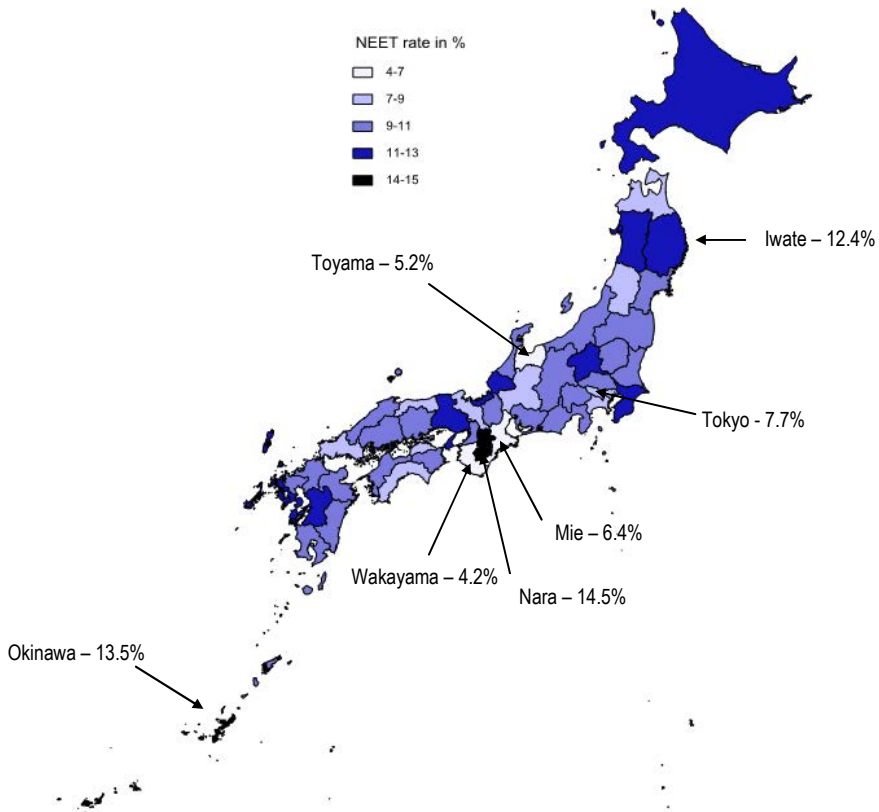 NEET rate in %
4-7
7-9
9-11
11-13
14-15
Iwate – 12.4%
Toyama – 5.2%
Tokyo - 7.7%
Mie – 6.4%
Wakayama – 4.2%
Nara – 14.5%
Okinawa – 13.5%